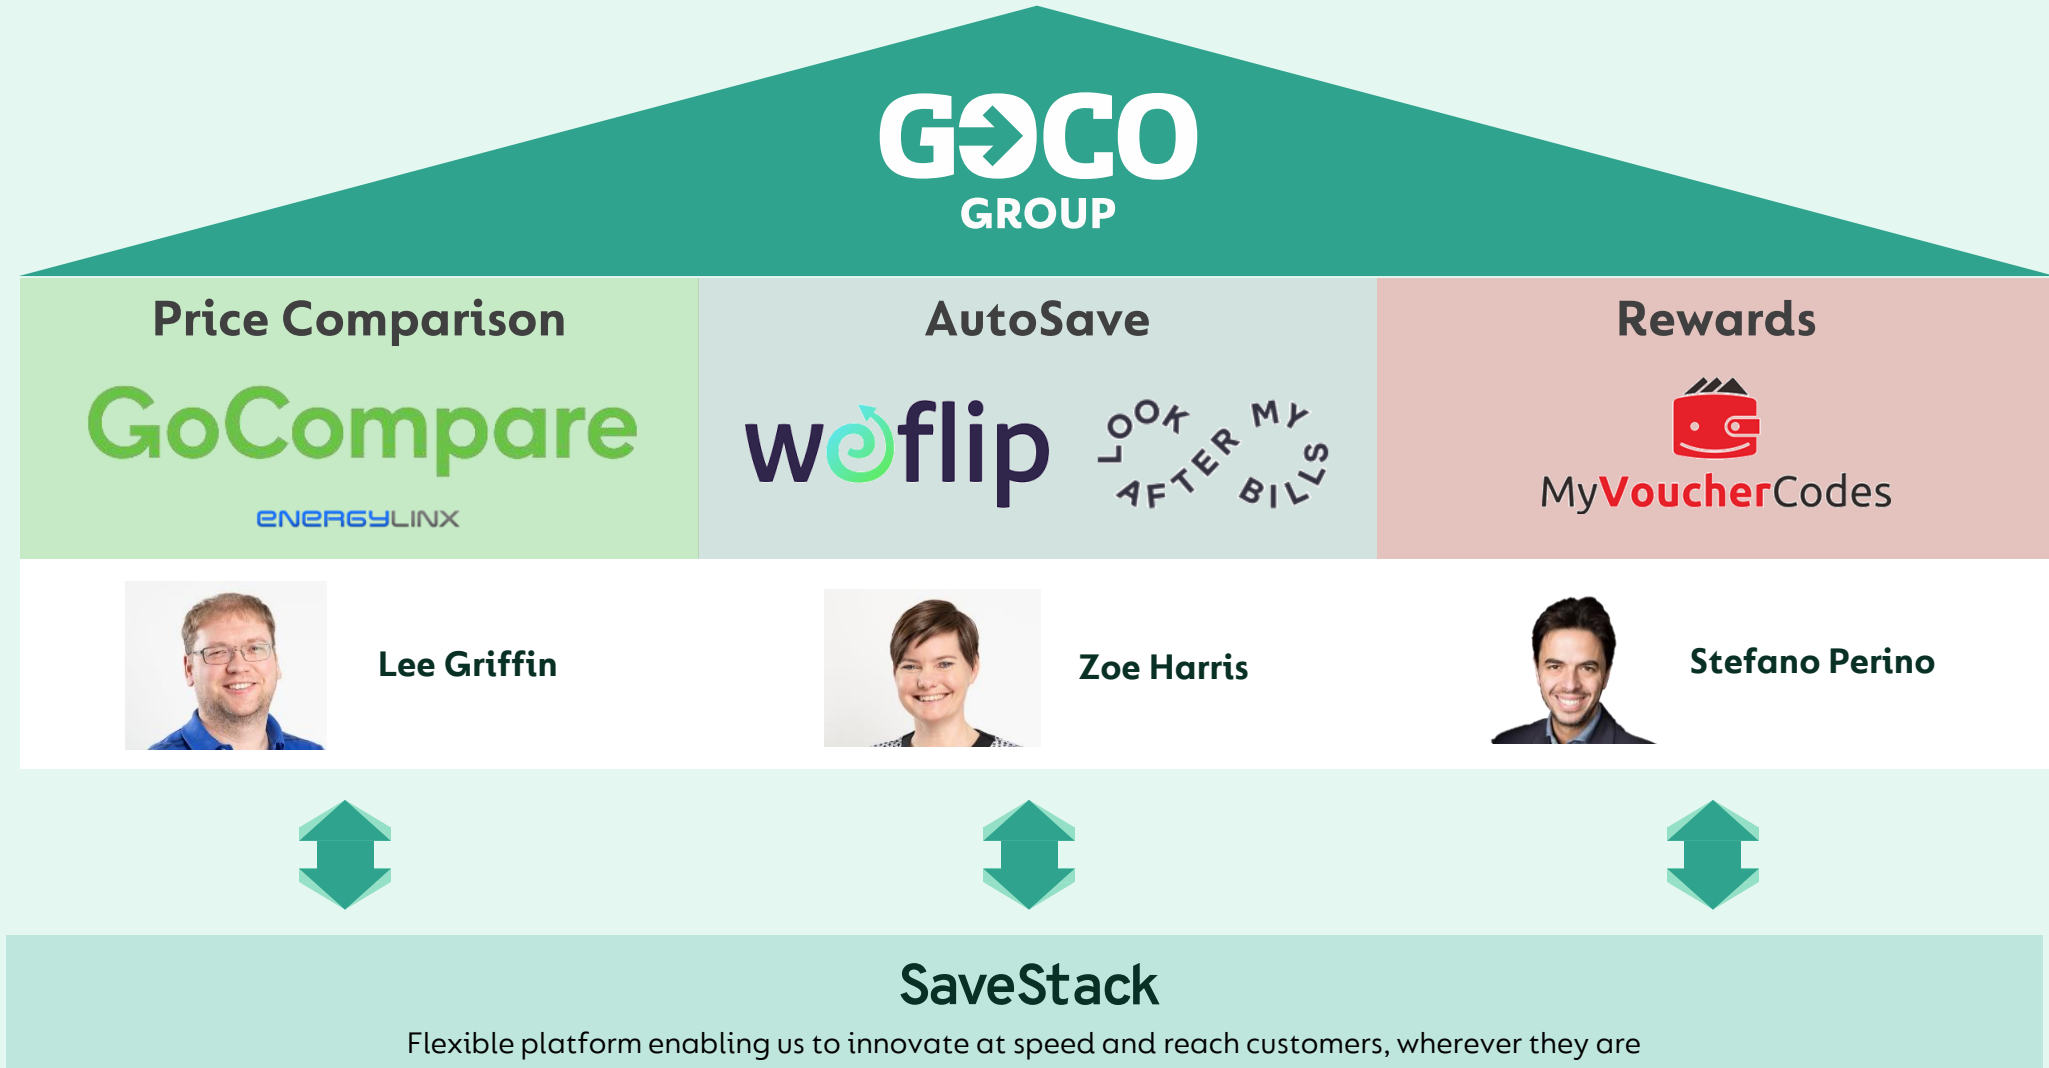 GOCO
GROUP
Price Comparison
AutoSave
Rewards
GoCompare
ENERGYLINX
weflip
LOOK
AFTER MY
BILLS
MyVoucherCodes
Lee Griffin
Zoe Harris
Stefano Perino
SaveStack
Flexible platform enabling us to innovate at speed and reach customers, wherever they are